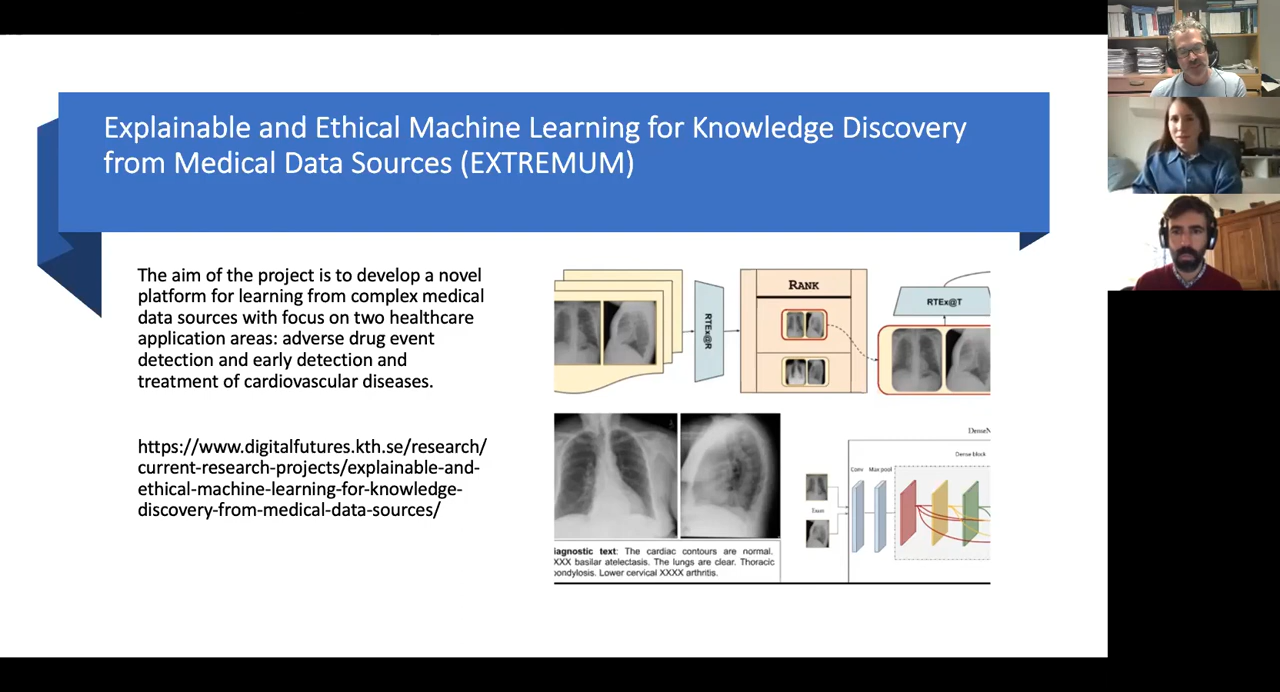 Explainable and Ethical Machine Learning for Knowledge Discovery
from Medical Data Sources (EXTREMUM)
The aim of the project is to develop a novel
platform for learning from complex medical
data sources with focus on two healthcare
application areas: adverse drug event
detection and early detection and
treatment of cardiovascular diseases.
https://www.digitalfutures.kth.se/research/
current-research-projects/explainable-and-
ethical-machine-learning-for-knowledge-
discovery-from-medical-data-sources/
RTEx@R
RANK
RTEx@T
iagnostic text: The cardiac contours are normal.
XXX basilar atelectasis. The lungs are clear. Thoracic
ondylosis. Lower cervical XXXX arthritis.
DenseN
Dense block
Conv Max pool
Exam